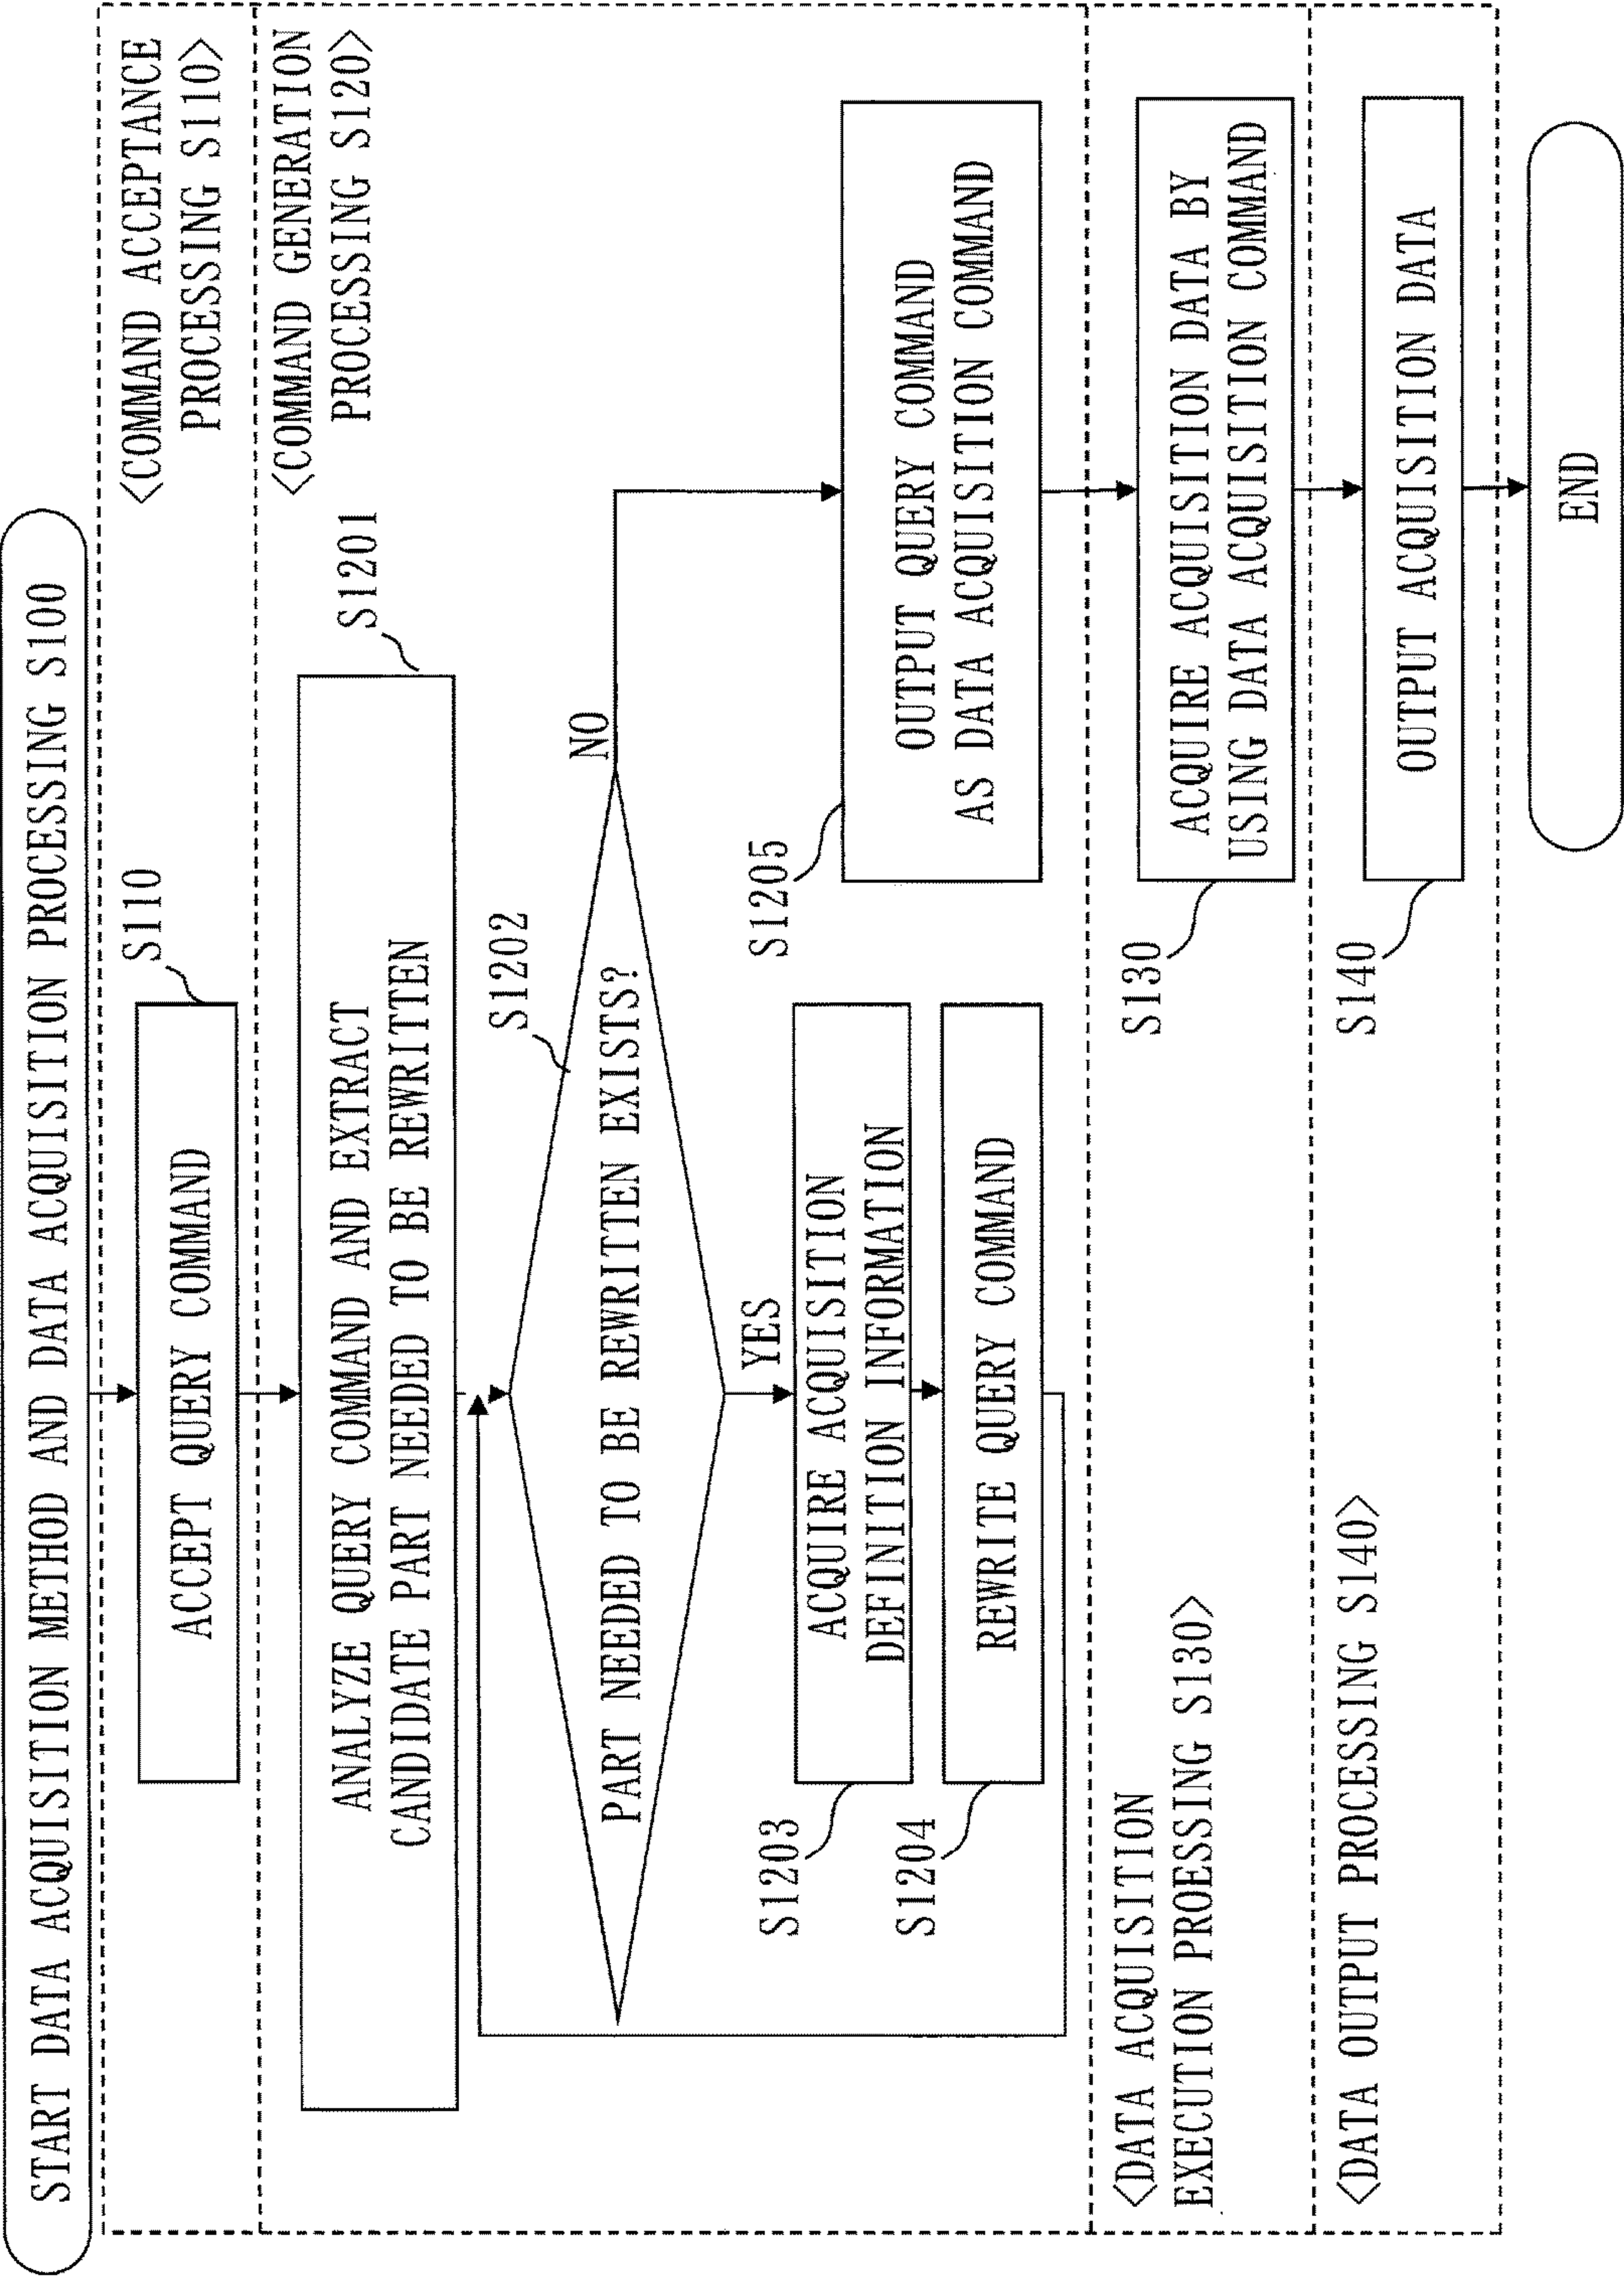 START DATA ACQUISITION METHOD AND DATA ACQUISITION PROCESSING S100
<COMMAND ACCEPTANCE
PROCESSING S110>
S110
ACCEPT QUERY COMMAND
<COMMAND GENERATION
PROCESSING S120>
S1201
ANALYZE QUERY COMMAND AND EXTRACT
CANDIDATE PART NEEDED TO BE REWRITTEN
S1202
PART NEEDED TO BE REWRITTEN EXISTS?
NO
YES
S1203
ACQUIRE ACQUISITION
DEFINITION INFORMATION
S1204
REWRITE QUERY COMMAND
S1205
OUTPUT QUERY COMMAND
AS DATA ACQUISITION COMMAND
<DATA ACQUISITION
EXECUTION PROESSING S130>
S130
ACQUIRE ACQUISITION DATA BY
USING DATA ACQUISITION COMMAND
<DATA OUTPUT PROCESSING S140>
S140
OUTPUT ACQUISITION DATA
END